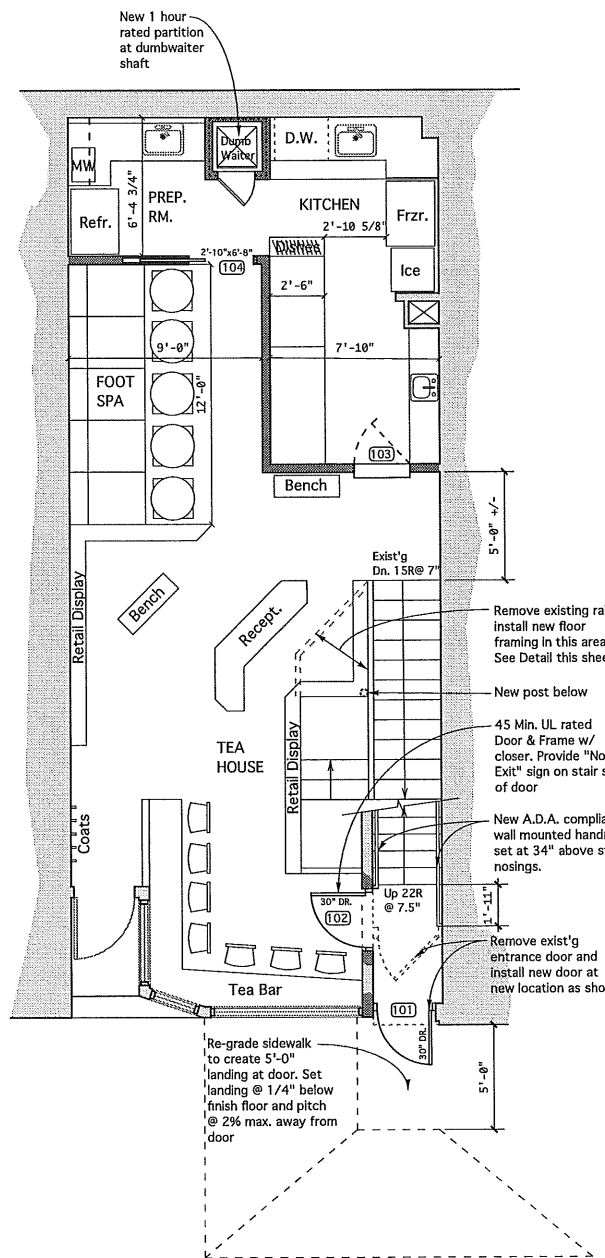 New 1 hour
rated partition
at dumbwaiter
shaft
Dumb
Waiter
D.W.
MW
Refr.
6'-4 3/4"
PREP.
RM.
KITCHEN
2'-10 5/8'
Frzr.
Dishes
2'-10"x6'-8"
104
Ice
2'-6"
9'-0"
7'-10"
FOOT
SPA
12'-0"
103
Bench
5'-0" +/-
Exist'g
Dn. 15R@ 7"
Bench
Retail Display
Recept.
Remove existing rai
install new floor
framing in this area
See Detail this shee
New post below
TEA
HOUSE
Retail Display
45 Min. UL rated
Door & Frame w/
closer. Provide "No
Exit" sign on stair s
of door
Coats
New A.D.A. complia
wall mounted handr
set at 34" above st
nosings.
Up 22R
@ 7.5"
1'-11"
30" DR.
102
Remove exist'g
entrance door and
install new door at
new location as sho
Tea Bar
101
30" DR.
Re-grade sidewalk
to create 5'-0"
landing at door. Set
landing @ 1/4" below
finish floor and pitch
@ 2% max. away from
door
5'-0"